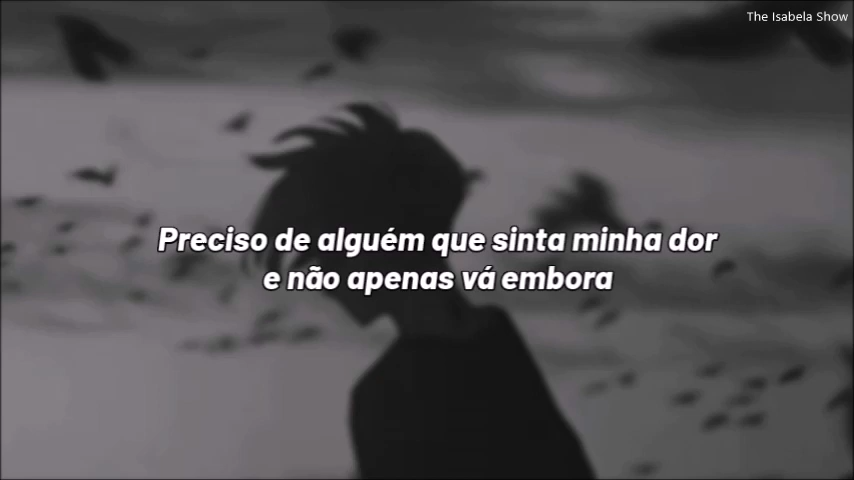 The Isabela Show
Preciso de alguém que sinta minha dor
e não apenas vá embora